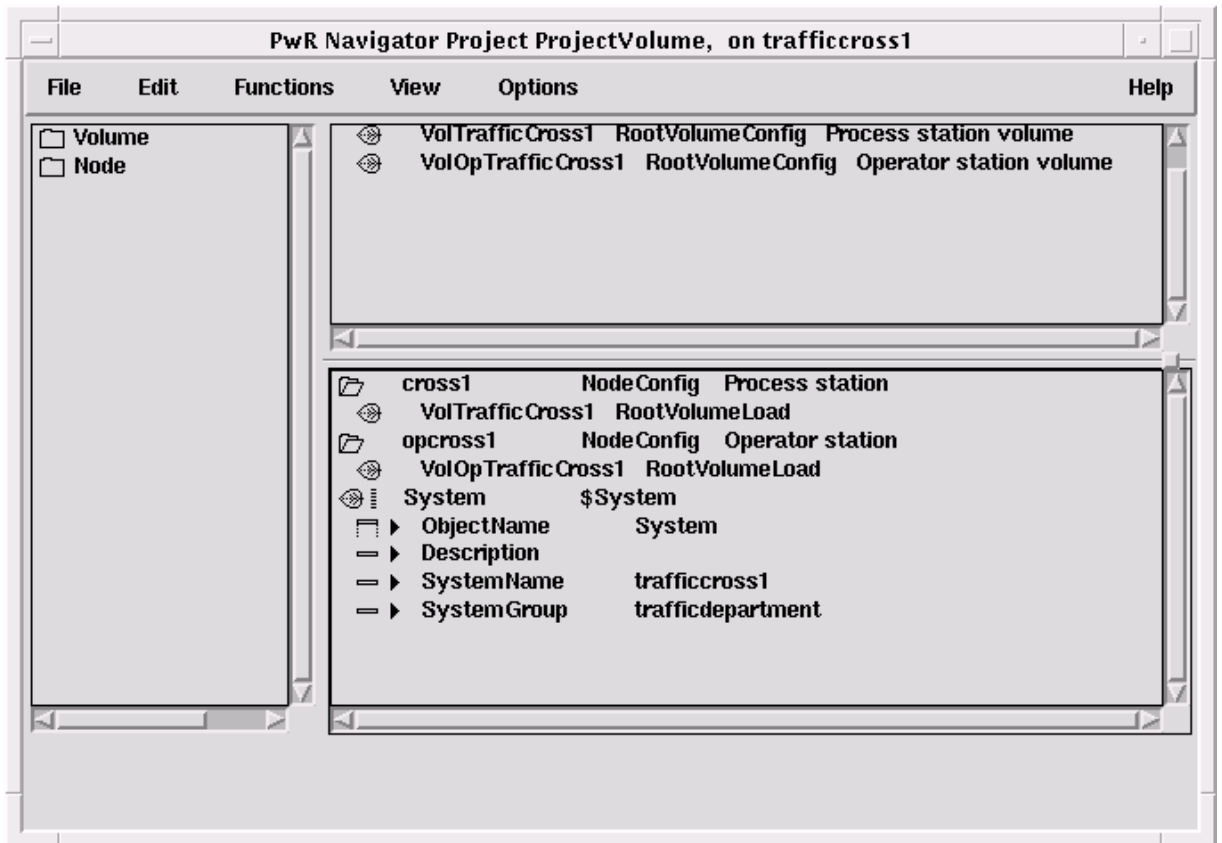 PwR Navigator Project ProjectVolume, on trafficcross1
File Edit Functions View Options Help
Volume
Node
VolTrafficCross1 RootVolumeConfig Process station volume
VolOpTrafficCross1 RootVolumeConfig Operator station volume
cross1 NodeConfig Process station
VolTrafficCross1 RootVolumeLoad
opcross1 NodeConfig Operator station
VolOpTrafficCross1 RootVolumeLoad
System $System
ObjectName System
Description
SystemName trafficcross1
SystemGroup trafficdepartment